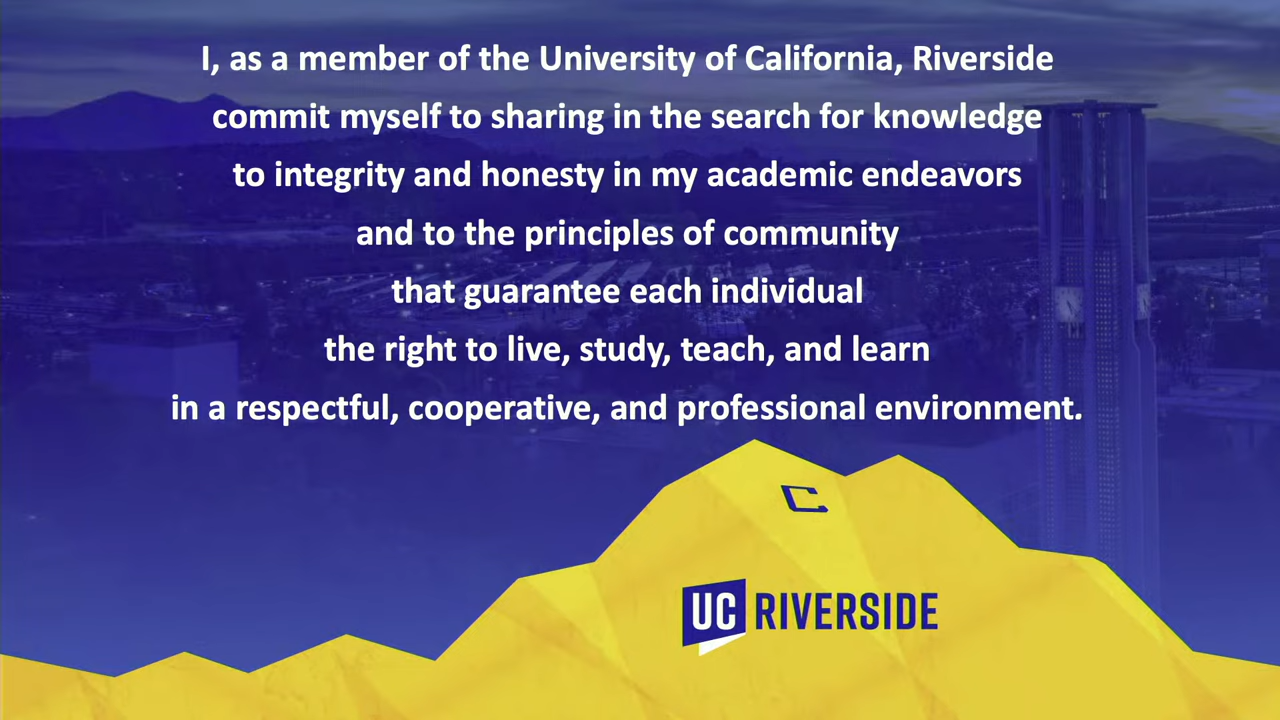 I, as a member of the University of California, Riverside
commit myself to sharing in the search for knowledge
to integrity and honesty in my academic endeavors
and to the principles of community
that guarantee each individual
the right to live, study, teach, and learn
in a respectful, cooperative, and professional environment.
C
UC RIVERSIDE